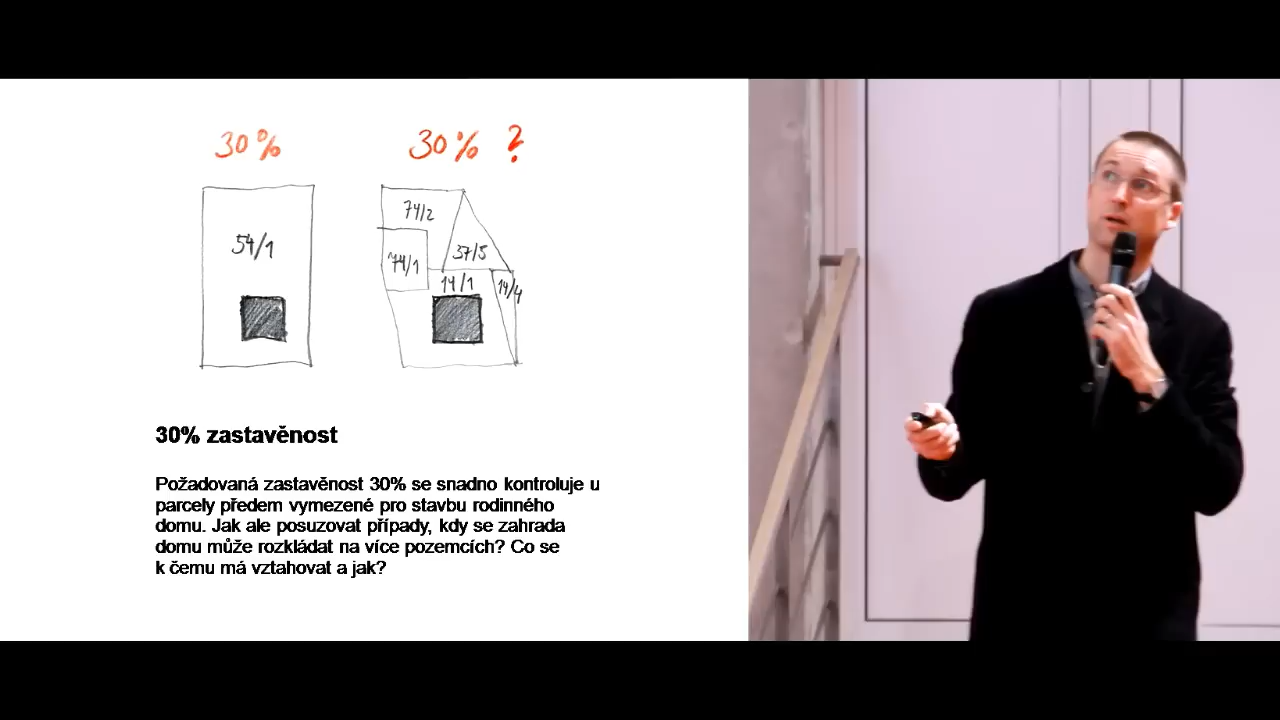 30%
30% ?
54/1
74/2
74/1
37/5
14/1
14/4
30% zastavěnost
Požadovaná zastavěnost 30% se snadno kontroluje u
parcely předem vymezené pro stavbu rodinného
domu. Jak ale posuzovat případy, kdy se zahrada
domu může rozkládat na více pozemcích? Co se
k čemu má vztahovat a jak?